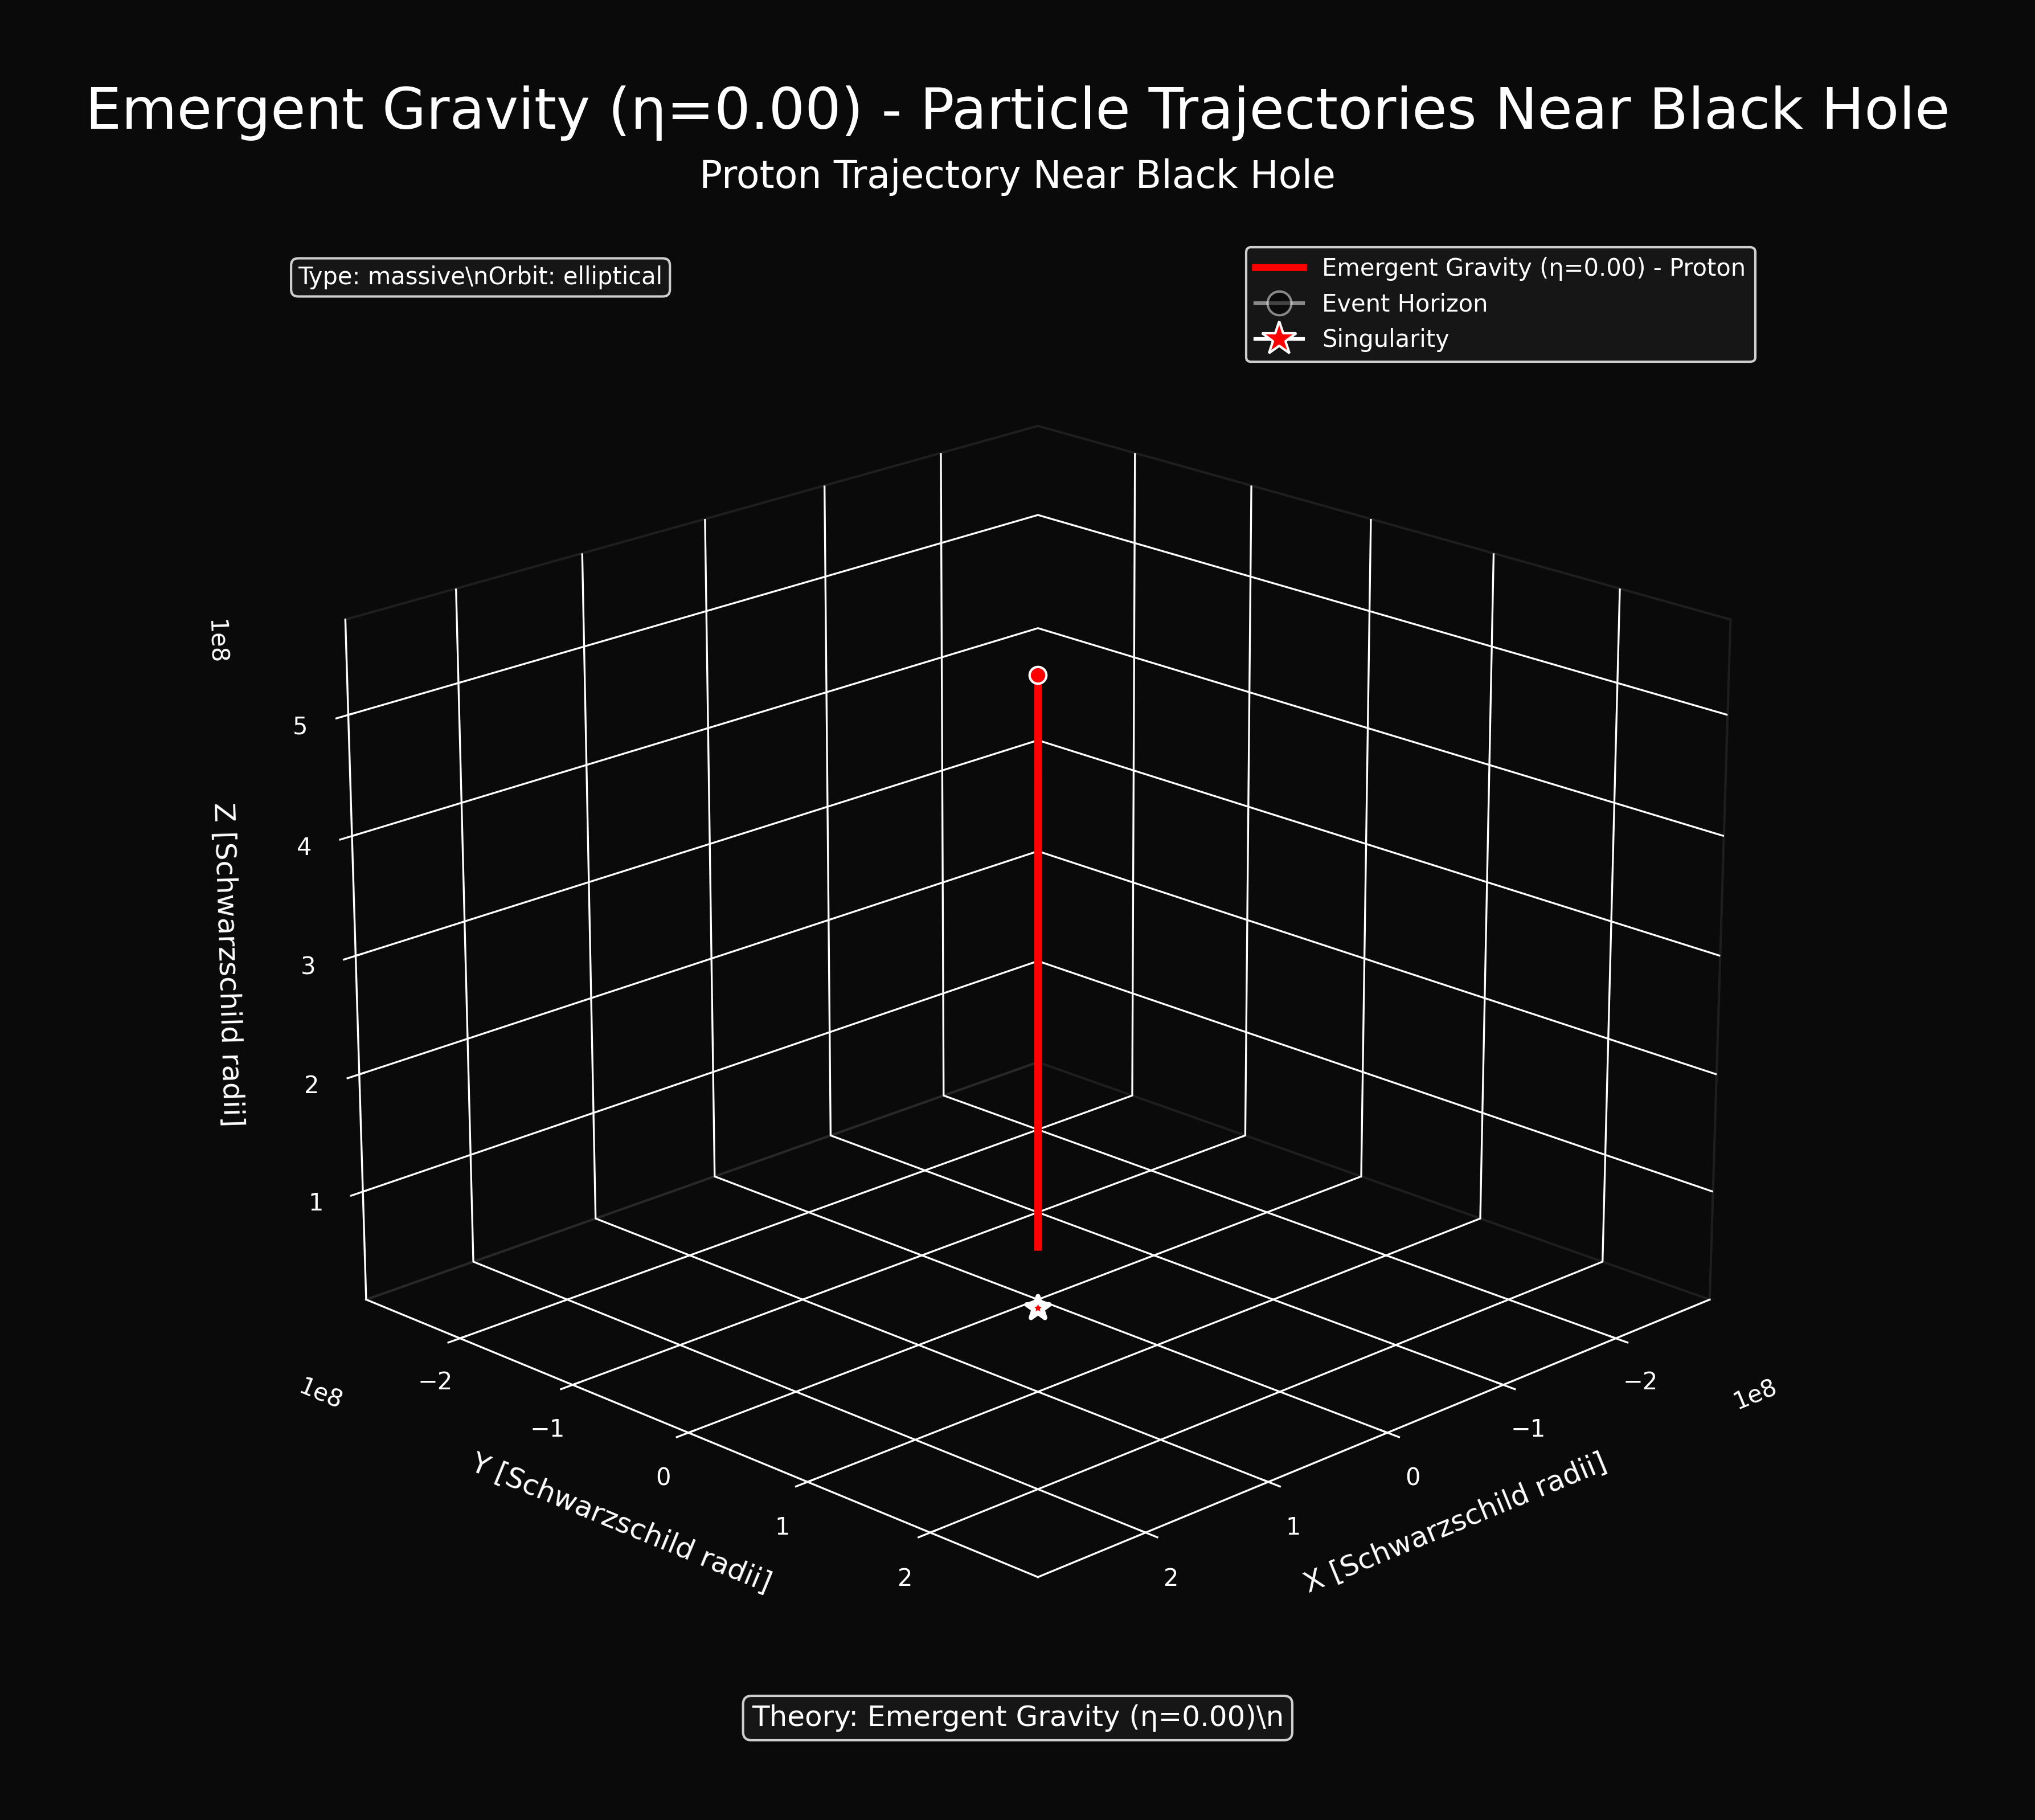 Emergent Gravity (η=0.00) - Particle Trajectories Near Black Hole
Proton Trajectory Near Black Hole
Type: massive\nOrbit: elliptical
Emergent Gravity (η=0.00) - Proton
Event Horizon
Singularity
1e8
5
4
3
2
1
Z [Schwarzschild radii]
1e8
−2
−1
0
1
2
Y [Schwarzschild radii]
2
1
0
−1
−2
1e8
X [Schwarzschild radii]
Theory: Emergent Gravity (η=0.00)\n